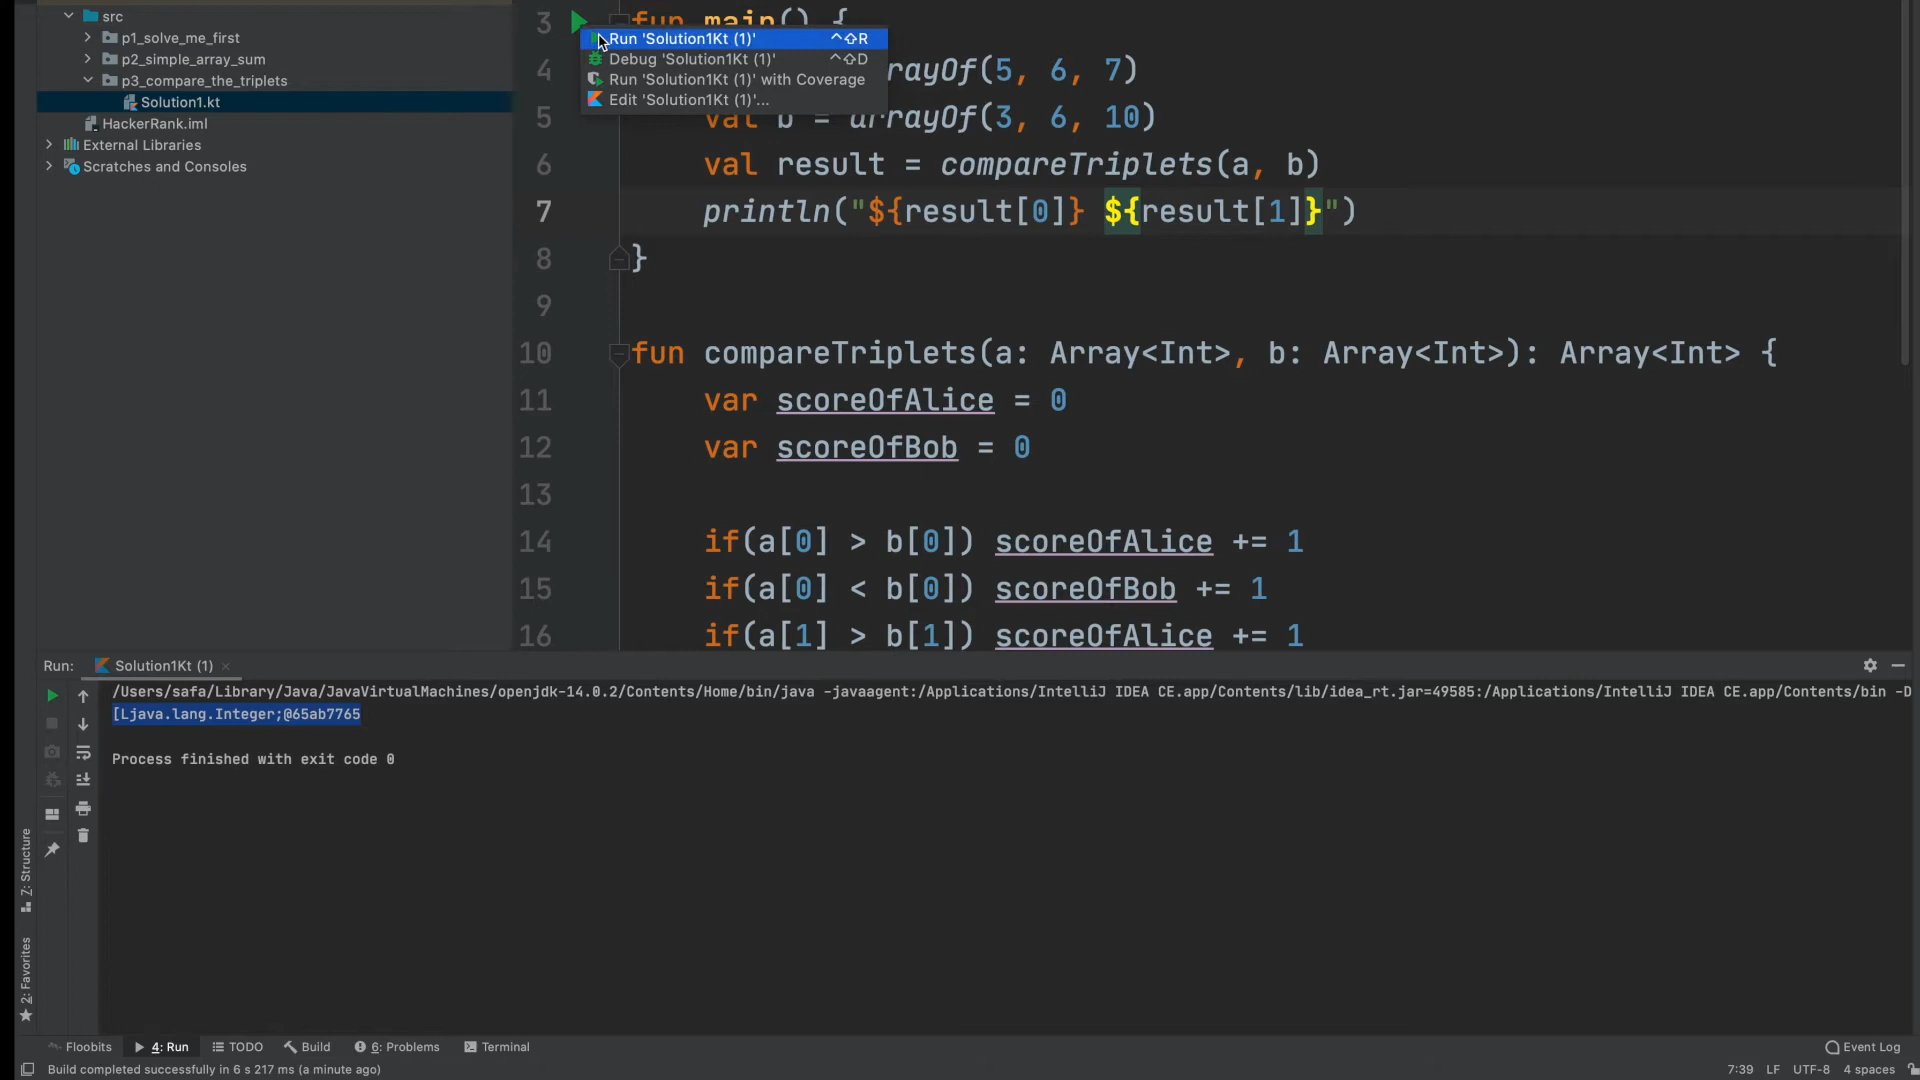 src
p1_solve_me_first
p2_simple_array_sum
p3_compare_the_triplets
Solution1.kt
HackerRank.iml
External Libraries
Scratches and Consoles
3 fun main() {
Run 'Solution1Kt (1)' ^⇧R
Debug 'Solution1Kt (1)' ^⇧D
Run 'Solution1Kt (1)' with Coverage
Edit 'Solution1Kt (1)'...
4 rayOf(5, 6, 7)
5 val b = arrayOf(3, 6, 10)
6 val result = compareTriplets(a, b)
7 println("${result[0]} ${result[1]}")
8 }
9
10 fun compareTriplets(a: Array<Int>, b: Array<Int>): Array<Int> {
11 var scoreOfAlice = 0
12 var scoreOfBob = 0
13
14 if(a[0] > b[0]) scoreOfAlice += 1
15 if(a[0] < b[0]) scoreOfBob += 1
16 if(a[1] > b[1]) scoreOfAlice += 1
Run: Solution1Kt (1)
/Users/safa/Library/Java/JavaVirtualMachines/openjdk-14.0.2/Contents/Home/bin/java -javaagent:/Applications/IntelliJ IDEA CE.app/Contents/lib/idea_rt.jar=49585:/Applications/IntelliJ IDEA CE.app/Contents/bin -D
[Ljava.lang.Integer;@65ab7765
Process finished with exit code 0
Z: Structure
2: Favorites
Floobits 4: Run TODO Build 6: Problems Terminal Event Log
Build completed successfully in 6 s 217 ms (a minute ago) 7:39 LF UTF-8 4 spaces